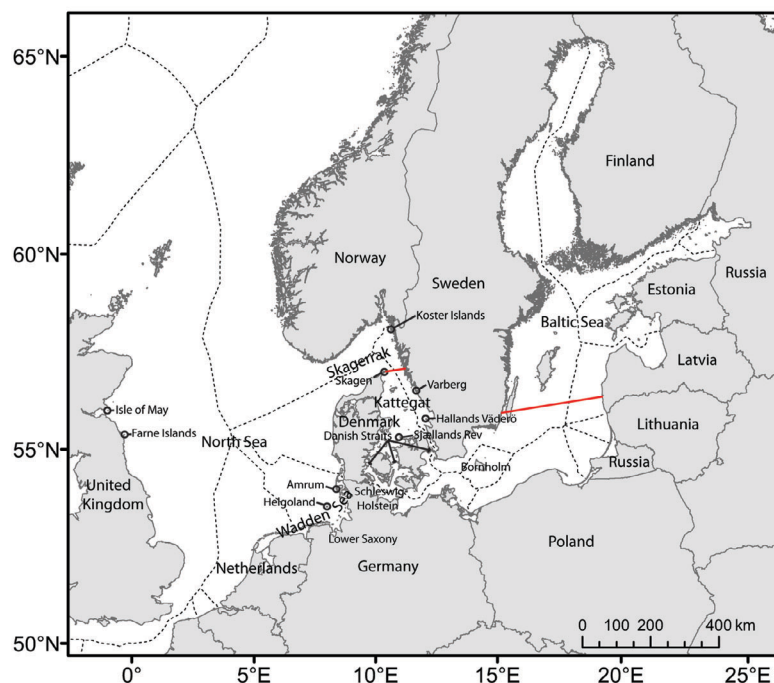 65°N
60°N
55°N
50°N
Finland
Norway
Sweden
Russia
Estonia
Koster Islands
Baltic Sea
Skagerrak
Latvia
Skagen
Varberg
Kattegat
Isle of May
Hallands Väderö
Denmark
Lithuania
Farne Islands
North Sea
Danish Straits
Sjællands Rev
Russia
Bornholm
United
Kingdom
Amrum
Schleswig-
Holstein
Helgoland
Wadden Sea
Lower Saxony
Poland
Netherlands
Germany
0 100 200 400 km
0°
5°E
10°E
15°E
20°E
25°E